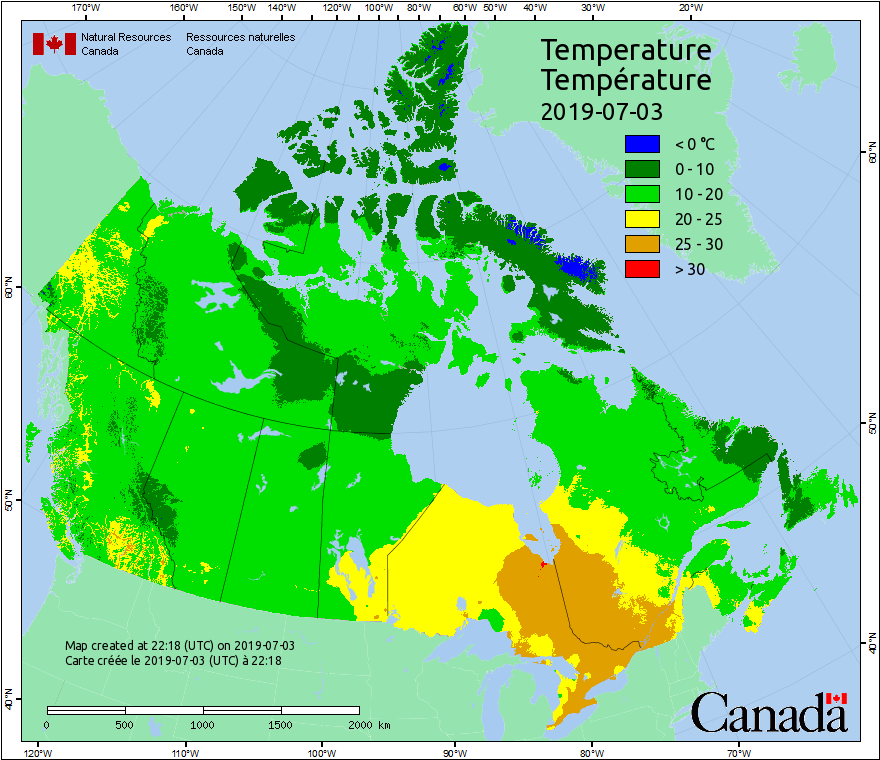 170°W 160°W 150°W 140°W 120°W 100°W 80°W 60°W 50°W 40°W 30°W 20°W
Natural Resources Ressources naturelles
Canada Canada
Temperature
Température
2019-07-03
< 0 °C
0 - 10
10 - 20
20 - 25
25 - 30
> 30
60°N
60°N
50°N
50°N
40°N
40°N
Map created at 22:18 (UTC) on 2019-07-03
Carte créée le 2019-07-03 (UTC) à 22:18
0 500 1000 1500 2000 km
Canada
120°W 110°W 100°W 90°W 80°W 70°W